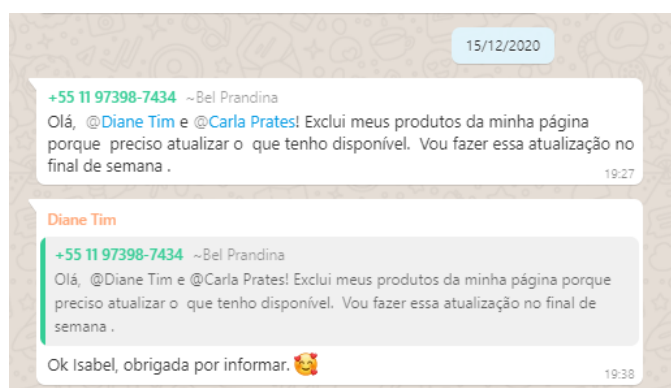 15/12/2020
+55 11 97398-7434 ~Bel Prandina
Olá, @Diane Tim e @Carla Prates! Exclui meus produtos da minha página
porque preciso atualizar o que tenho disponível. Vou fazer essa atualização no
final de semana .
19:27
Diane Tim
+55 11 97398-7434 ~Bel Prandina
Olá, @Diane Tim e @Carla Prates! Exclui meus produtos da minha página porque
preciso atualizar o que tenho disponível. Vou fazer essa atualização no final de
semana .
Ok Isabel, obrigada por informar. 🥰
19:38